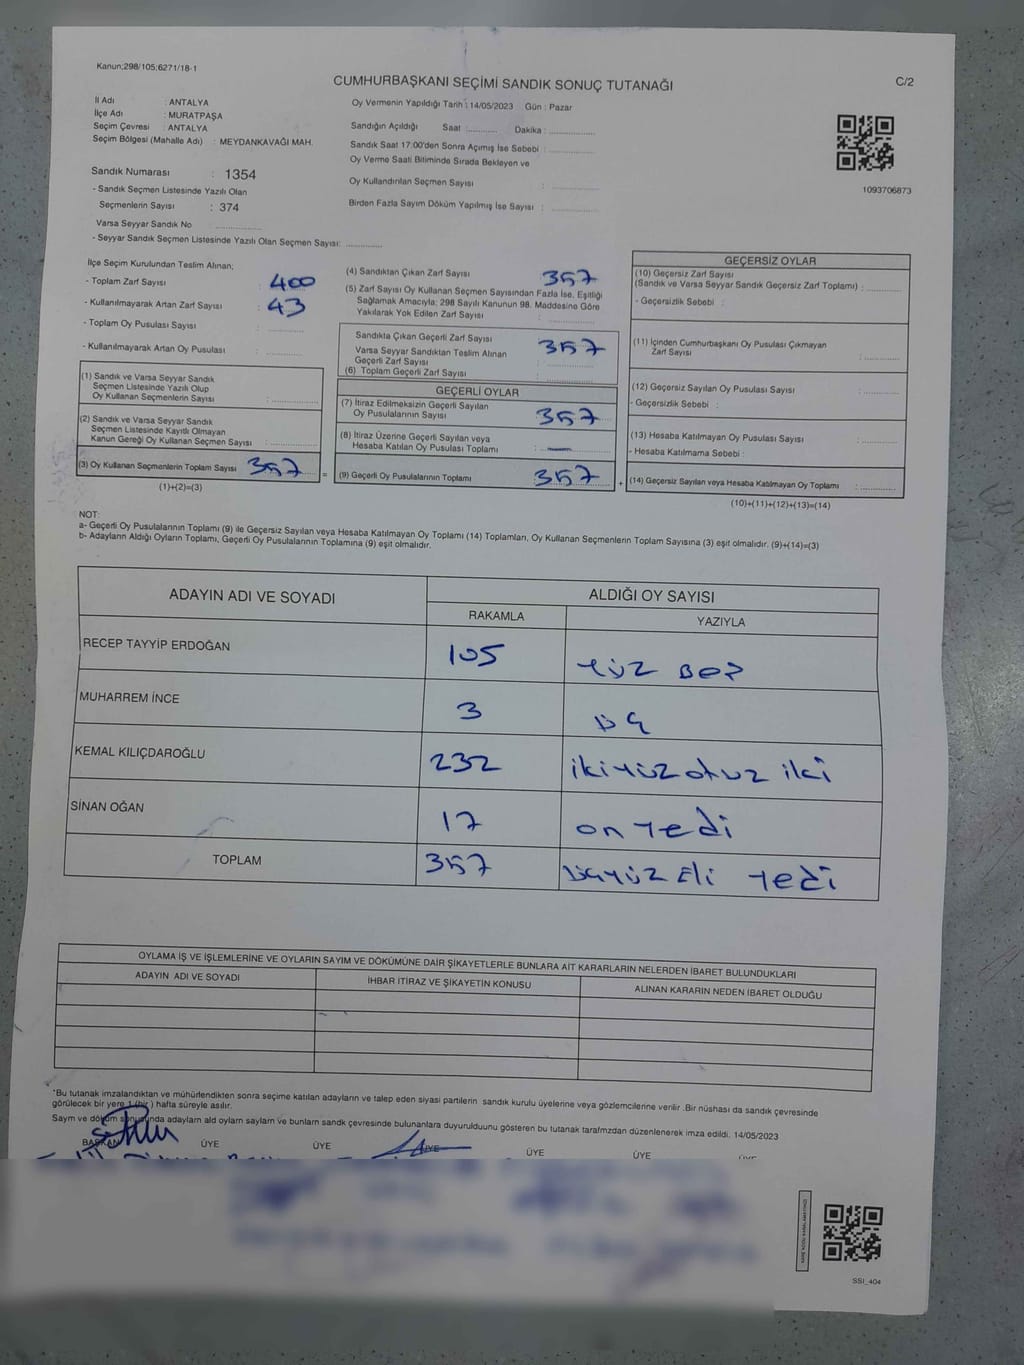 Kanun;298/105;6271/18-1
CUMHURBAŞKANI SEÇİMİ SANDIK SONUÇ TUTANAĞI
C/2
İl Adı : ANTALYA
İlçe Adı : MURATPAŞA
Seçim Çevresi : ANTALYA
Seçim Bölgesi (Mahalle Adı) : MEYDANKAVAĞI MAH.
Sandık Numarası : 1354
- Sandık Seçmen Listesinde Yazılı Olan
Seçmenlerin Sayısı : 374
Varsa Seyyar Sandık No ..............
- Seyyar Sandık Seçmen Listesinde Yazılı Olan Seçmen Sayısı: ............
Oy Vermenin Yapıldığı Tarih : 14/05/2023 Gün : Pazar
Sandığın Açıldığı Saat :.......... Dakika : ..............
Sandık Saat 17.00'den Sonra Açımış İse Sebebi : ..............
Oy Verme Saati Bitiminde Sırada Bekleyen ve
Oy Kullandırılan Seçmen Sayısı : ..............
Birden Fazla Sayım Döküm Yapılmış İse Sayısı : ..............
1093706873
İlçe Seçim Kurulundan Teslim Alınan;
- Toplam Zarf Sayısı : 400
- Kullanılmayarak Artan Zarf Sayısı : 43
- Toplam Oy Pusulası Sayısı : ..............
- Kullanılmayarak Artan Oy Pusulası : ..............
(1) Sandık ve Varsa Seyyar Sandık
Seçmen Listesinde Yazılı Olup
Oy Kullanan Seçmenlerin Sayısı : ..............
(2) Sandık ve Varsa Seyyar Sandık
Seçmen Listesinde Kayıtlı Olmayan
Kanun Gereği Oy Kullanan Seçmen Sayısı : ..............
(3) Oy Kullanan Seçmenlerin Toplam Sayısı 357
(1)+(2)=(3)
(4) Sandıktan Çıkan Zarf Sayısı 357
(5) Zarf Sayısı Oy Kullanan Seçmen Sayısından Fazla İse, Eşitliği
Sağlamak Amacıyla; 298 Sayılı Kanunun 98. Maddesine Göre
Yakılarak Yok Edilen Zarf Sayısı : ..............
Sandıkta Çıkan Geçerli Zarf Sayısı 357
Varsa Seyyar Sandıktan Teslim Alınan
Geçerli Zarf Sayısı : ..............
(6) Toplam Geçerli Zarf Sayısı : ..............
GEÇERLİ OYLAR
(7) İtiraz Edilmeksizin Geçerli Sayılan
Oy Pusulalarının Sayısı 357
(8) İtiraz Üzerine Geçerli Sayılan veya
Hesaba Katılan Oy Pusulası Toplamı : —
= (9) Geçerli Oy Pusulalarının Toplamı 357 +
GEÇERSİZ OYLAR
(10) Geçersiz Zarf Sayısı
(Sandık ve Varsa Seyyar Sandık Geçersiz Zarf Toplamı) : ..........
- Geçersizlik Sebebi :
(11) İçinden Cumhurbaşkanı Oy Pusulası Çıkmayan
Zarf Sayısı : ..........
(12) Geçersiz Sayılan Oy Pusulası Sayısı : ..........
- Geçersizlik Sebebi :
(13) Hesaba Katılmayan Oy Pusulası Sayısı : ..........
- Hesaba Katılmama Sebebi :
(14) Geçersiz Sayılan veya Hesaba Katılmayan Oy Toplamı : ..........
(10)+(11)+(12)+(13)=(14)
NOT:
a- Geçerli Oy Pusulalarının Toplamı (9) ile Geçersiz Sayılan veya Hesaba Katılmayan Oy Toplamı (14) Toplamları, Oy Kullanan Seçmenlerin Toplam Sayısına (3) eşit olmalıdır. (9)+(14)=(3)
b- Adayların Aldığı Oyların Toplamı, Geçerli Oy Pusulalarının Toplamına (9) eşit olmalıdır.
ADAYIN ADI VE SOYADI ALDIĞI OY SAYISI
RAKAMLA YAZIYLA
RECEP TAYYİP ERDOĞAN 105 yüz beş
MUHARREM İNCE 3 üç
KEMAL KILIÇDAROĞLU 232 ikiyüz otuz iki
SİNAN OĞAN 17 on yedi
TOPLAM 357 üçyüz Eli yedi
OYLAMA İŞ VE İŞLEMLERİNE VE OYLARIN SAYIM VE DÖKÜMÜNE DAİR ŞİKAYETLERLE BUNLARA AİT KARARLARIN NELERDEN İBARET BULUNDUKLARI
ADAYIN ADI VE SOYADI İHBAR İTİRAZ VE ŞİKAYETİN KONUSU ALINAN KARARIN NEDEN İBARET OLDUĞU
*Bu tutanak imzalandıktan ve mühürlendikten sonra seçime katılan adayların ve talep eden siyasi partilerin sandık kurulu üyelerine veya gözlemcilerine verilir .Bir nüshası da sandık çevresinde
görülecek bir yere 1 (bir ) hafta süreyle asılır.
Saym ve döküm sonusunda adaylarn ald oylarn saylarn ve bunlarn sandk çevresinde bulunanlara duyurulduunu gösteren bu tutanak tarafmzdan düzenlenerek imza edildi. 14/05/2023
BAŞKAN ÜYE ÜYE ÜYE ÜYE ÜYE
SSI_404